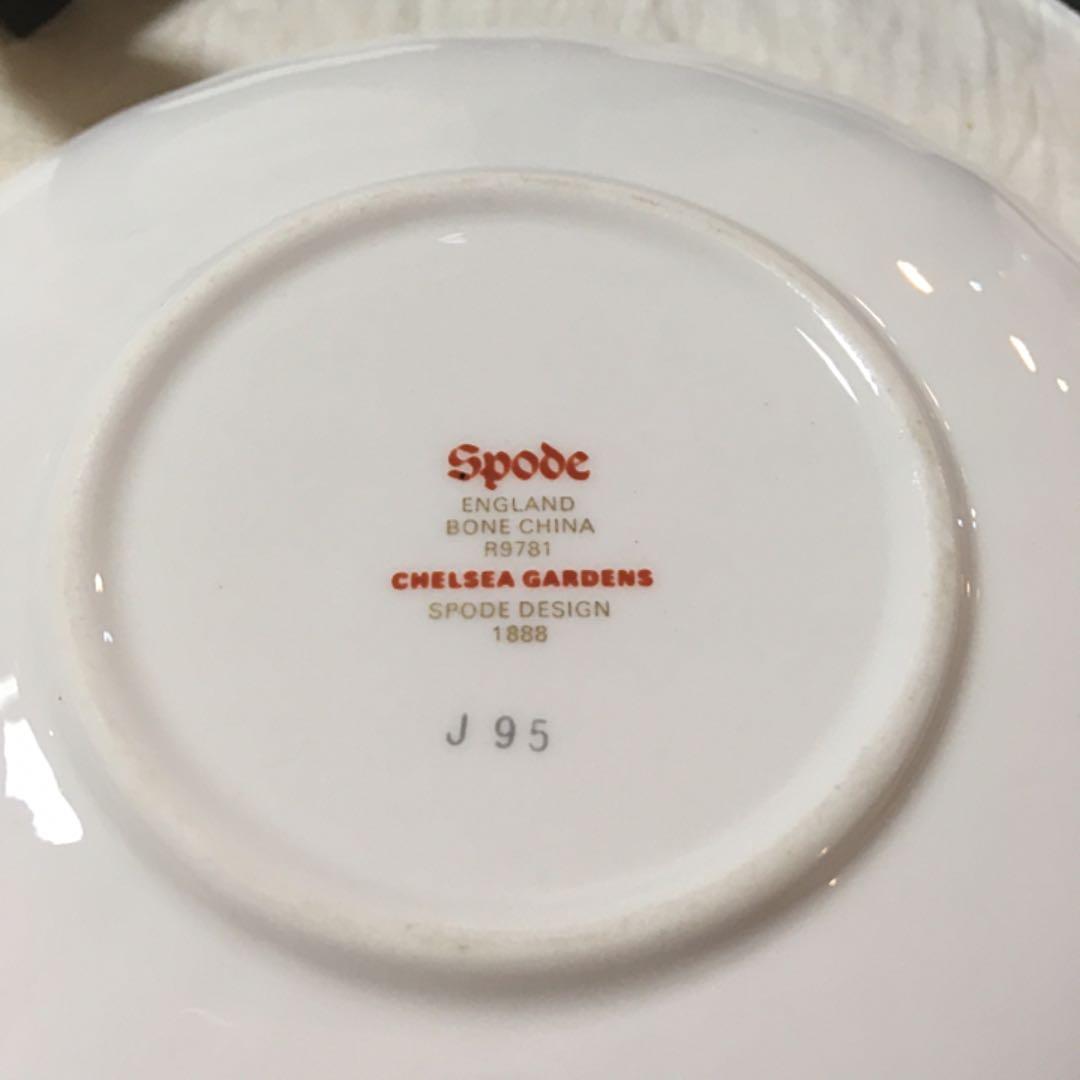 Spode
ENGLAND
BONE CHINA
R9781
CHELSEA GARDENS
SPODE DESIGN
1888
J 95